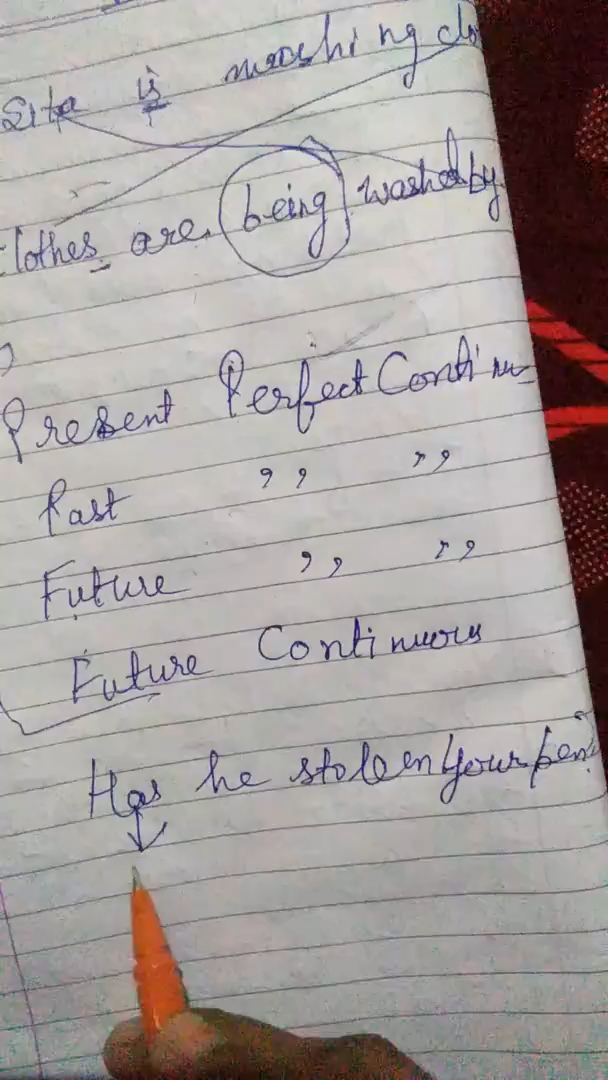 Sita is washing clo
clothes are being washed by
Present Perfect Continu
Past ,, ,,
Future ,, ,,
Future Continuous
Has he stolen your pen?